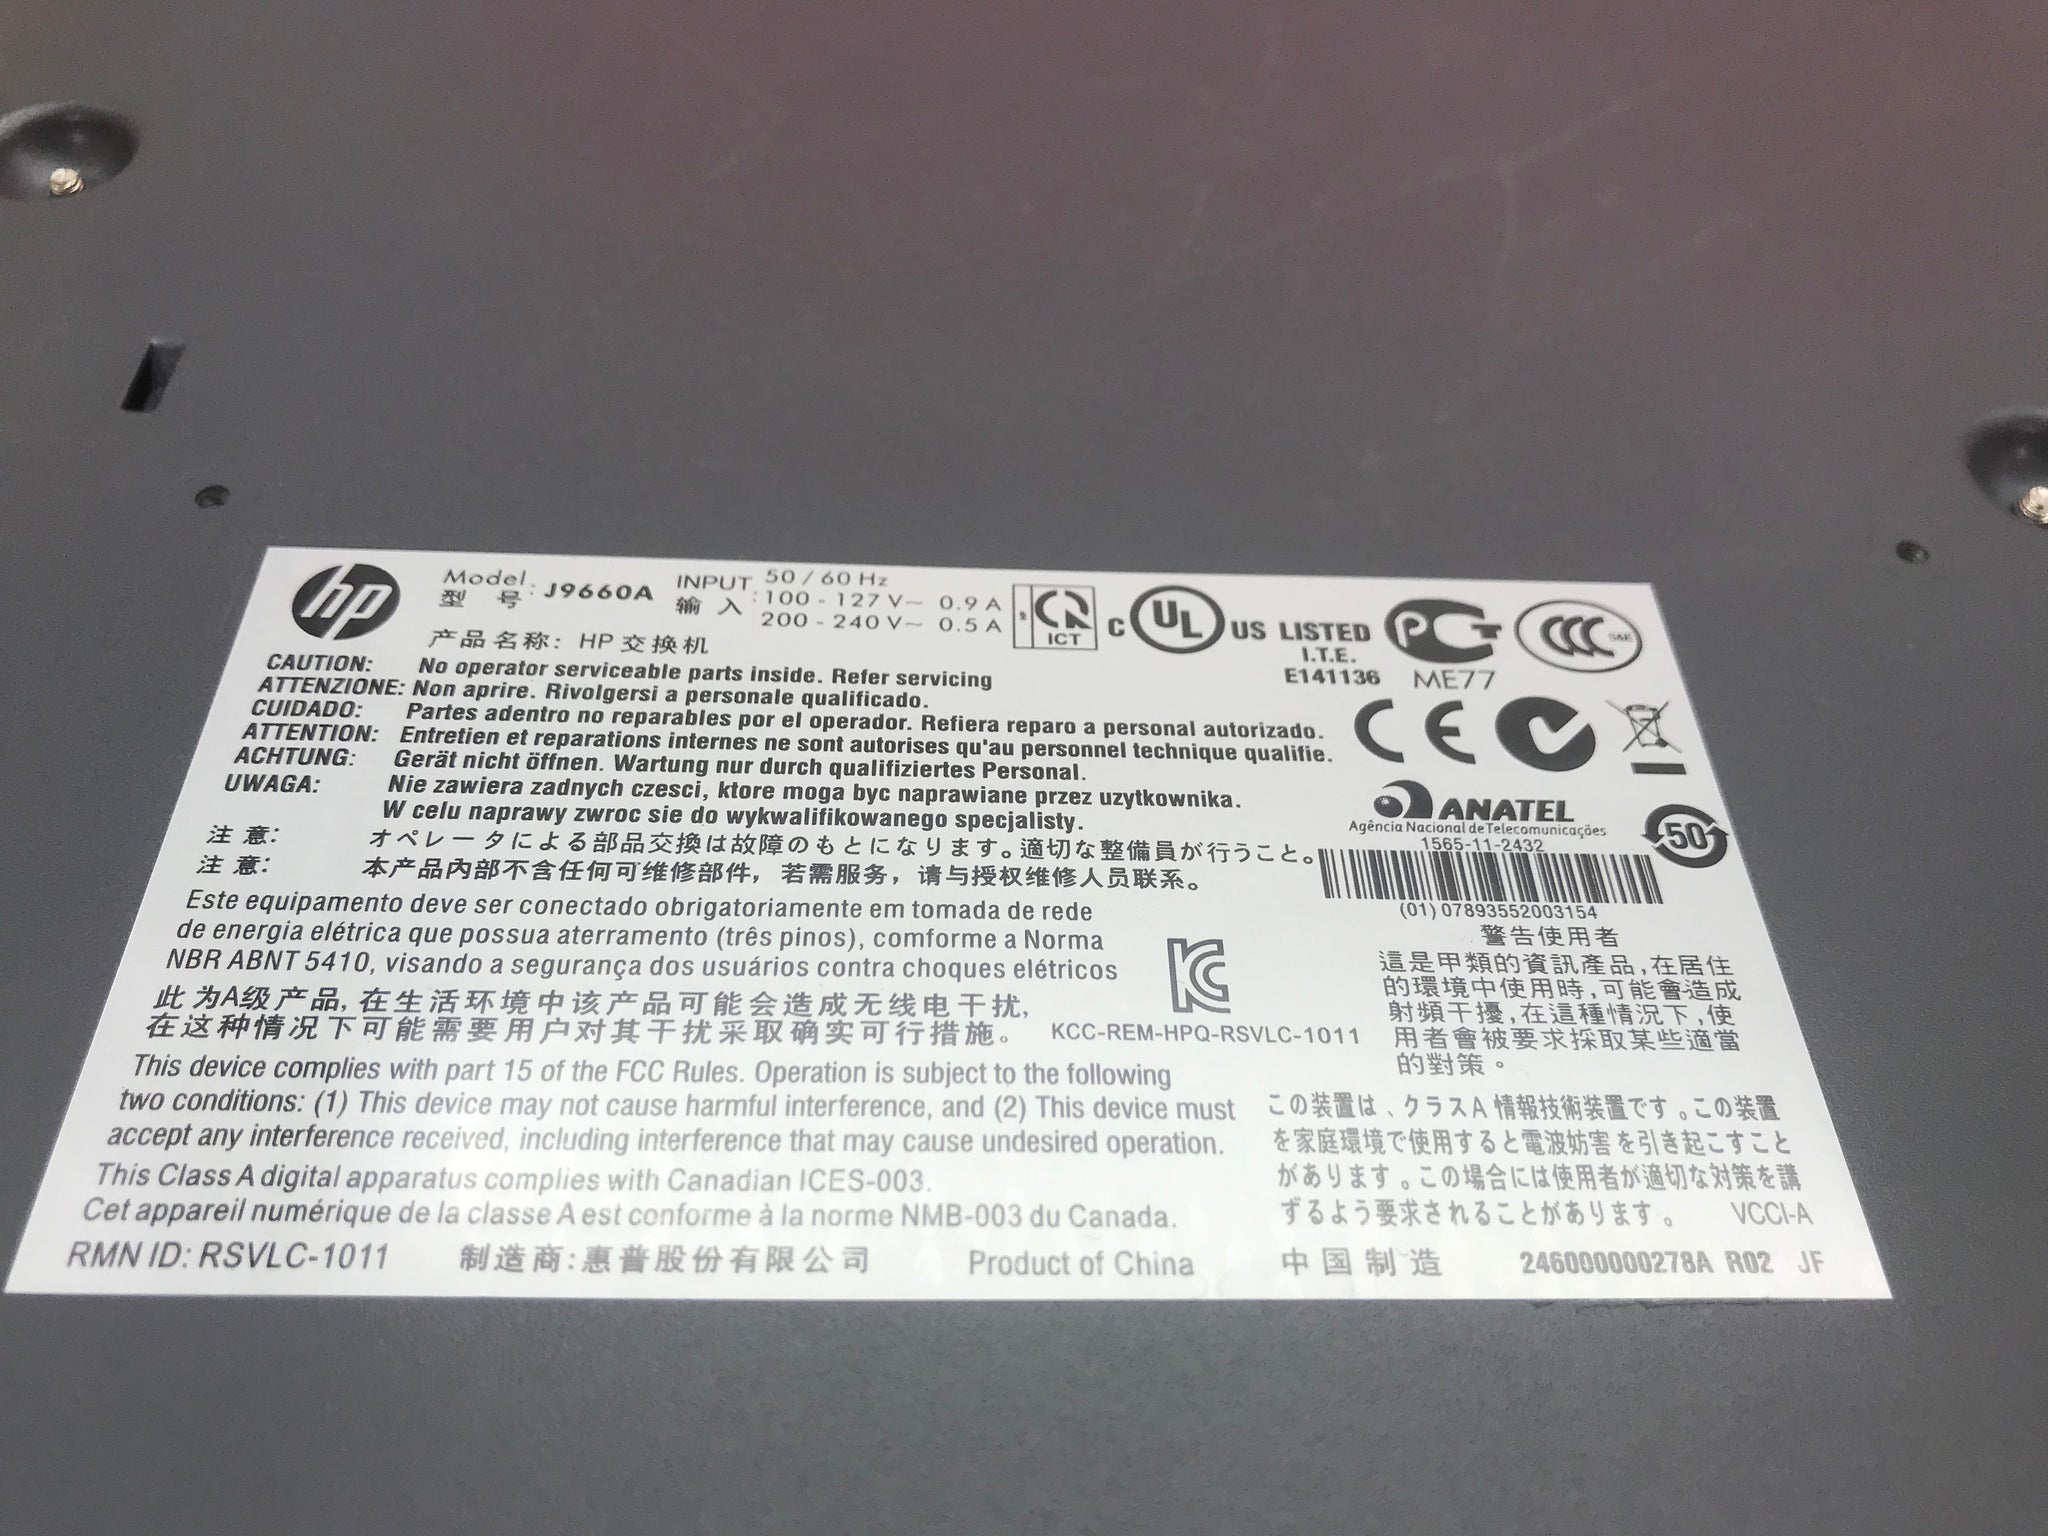 hp
Model: J9660A
型 号
INPUT: 50 / 60 Hz
输 入 100 - 127 V~ 0.9 A
200 - 240 V~ 0.5 A
产品名称: HP 交换机
ICT
C UL US LISTED
I.T.E.
E141136
PCT
ME77
CCC S&E
CAUTION: No operator serviceable parts inside. Refer servicing
ATTENZIONE: Non aprire. Rivolgersi a personale qualificado.
CUIDADO: Partes adentro no reparables por el operador. Refiera reparo a personal autorizado.
ATTENTION: Entretien et reparations internes ne sont autorises qu'au personnel technique qualifie.
ACHTUNG: Gerät nicht öffnen. Wartung nur durch qualifiziertes Personal.
UWAGA: Nie zawiera zadnych czesci, ktore moga byc naprawiane przez uzytkownika.
W celu naprawy zwroc sie do wykwalifikowanego specjalisty.
注 意: オペレータによる部品交換は故障のもとになります。適切な整備員が行うこと。
注 意: 本产品内部不含任何可维修部件，若需服务，请与授权维修人员联系。
CE
ANATEL
Agência Nacional de Telecomunicações
1565-11-2432
(01) 07893552003154
50
Este equipamento deve ser conectado obrigatoriamente em tomada de rede
de energia elétrica que possua aterramento (três pinos), comforme a Norma
NBR ABNT 5410, visando a segurança dos usuários contra choques elétricos
此为A级产品, 在生活环境中该产品可能会造成无线电干扰,
在这种情况下可能需要用户对其干扰采取确实可行措施。
KC
KCC-REM-HPQ-RSVLC-1011
警告使用者
這是甲類的資訊產品,在居住
的環境中使用時,可能會造成
射頻干擾,在這種情況下,使
用者會被要求採取某些適當
的對策。
This device complies with part 15 of the FCC Rules. Operation is subject to the following
two conditions: (1) This device may not cause harmful interference, and (2) This device must
accept any interference received, including interference that may cause undesired operation.
This Class A digital apparatus complies with Canadian ICES-003.
Cet appareil numérique de la classe A est conforme à la norme NMB-003 du Canada.
この装置は、クラスA 情報技術装置です。この装置
を家庭環境で使用すると電波妨害を引き起こすこと
があります。この場合には使用者が適切な対策を講
ずるよう要求されることがあります。 VCCI-A
RMN ID: RSVLC-1011 制造商:惠普股份有限公司 Product of China 中国制造 246000000278A R02 JF